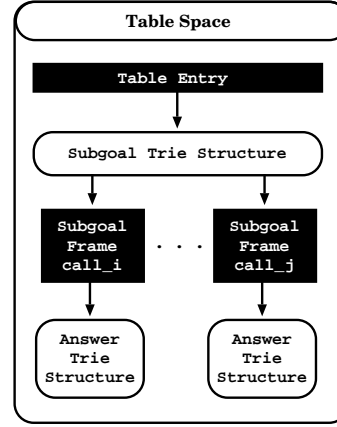 Table Space
Table Entry
Subgoal Trie Structure
Subgoal
Frame
call_i
. . .
Subgoal
Frame
call_j
Answer
Trie
Structure
Answer
Trie
Structure